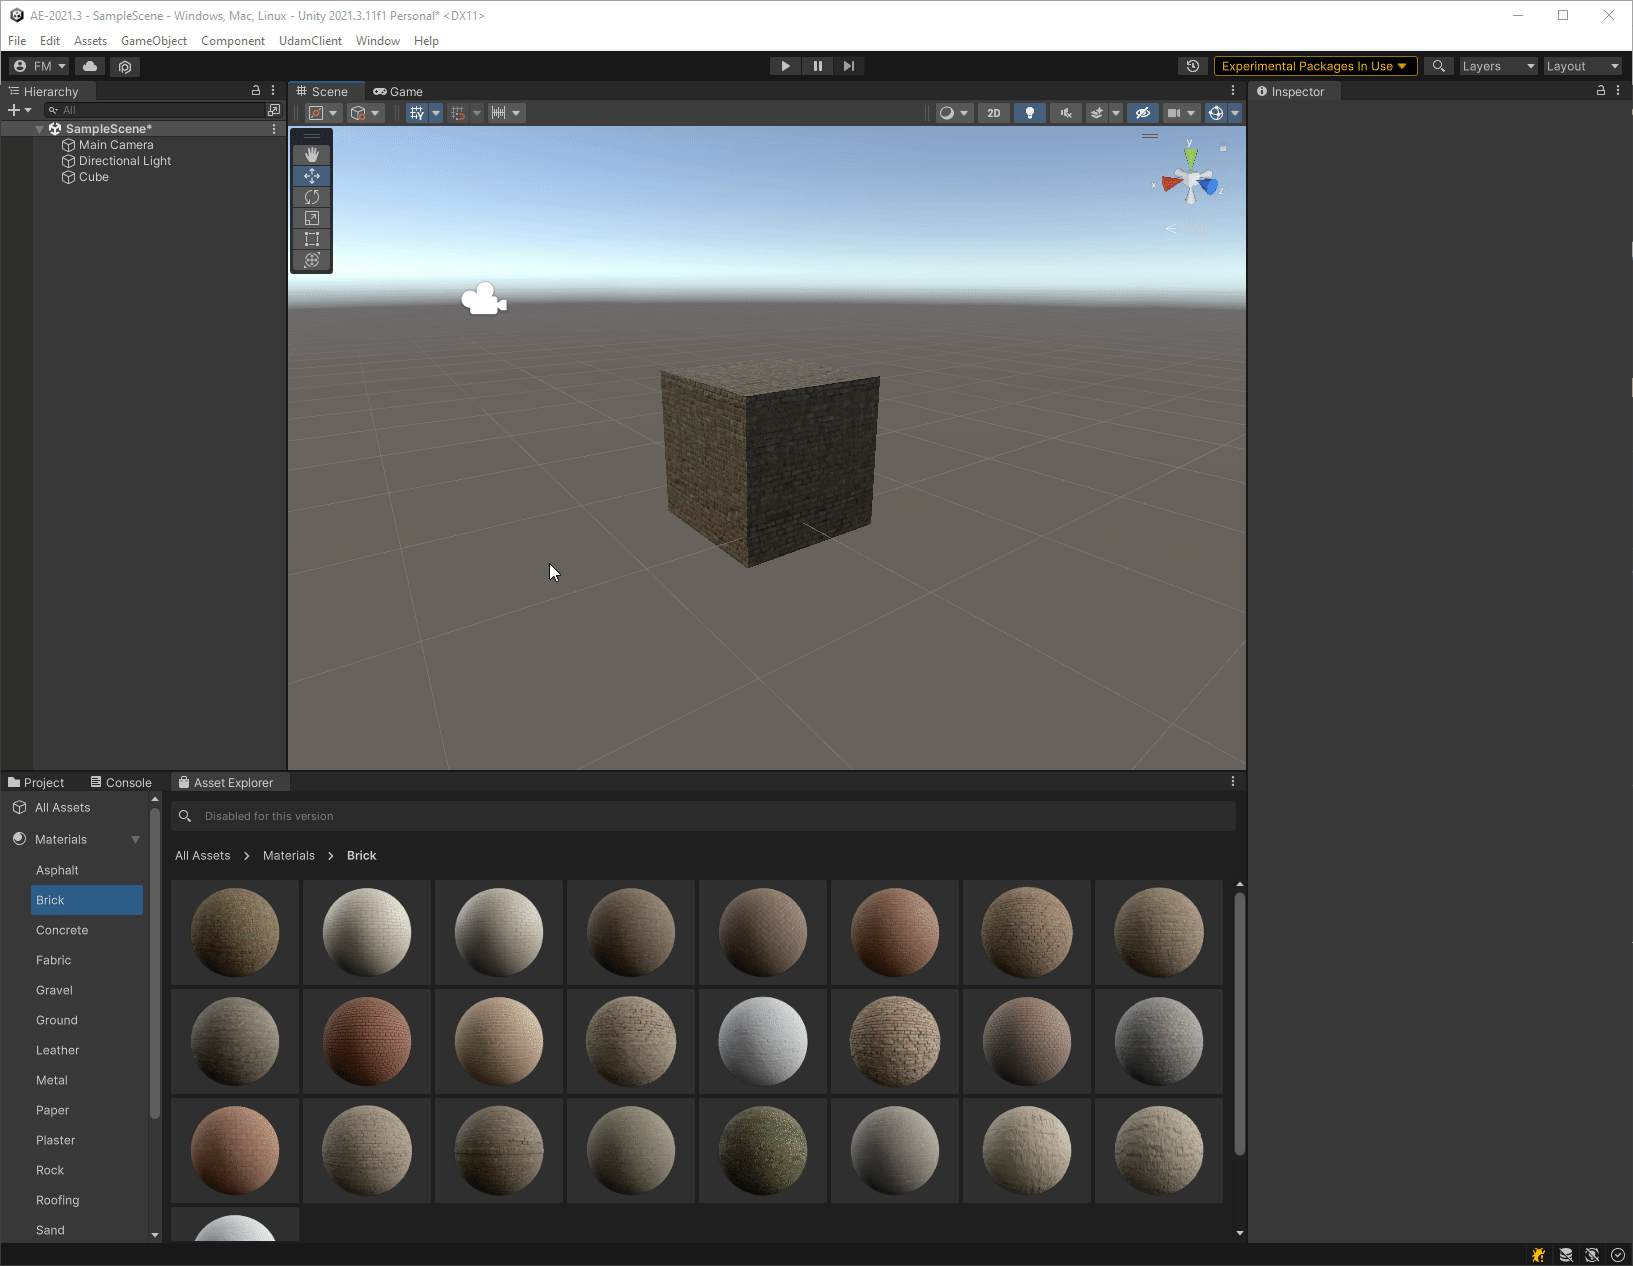 AE-2021.3 - SampleScene - Windows, Mac, Linux - Unity 2021.3.11f1 Personal* <DX11>
File Edit Assets GameObject Component UdamClient Window Help
FM Experimental Packages In Use Layers Layout
Hierarchy Scene Game Inspector
All 2D
SampleScene*
Main Camera
Directional Light
Cube
y
x
z
Project Console Asset Explorer
All Assets
Disabled for this version
Materials
All Assets > Materials > Brick
Asphalt
Brick
Concrete
Fabric
Gravel
Ground
Leather
Metal
Paper
Plaster
Rock
Roofing
Sand